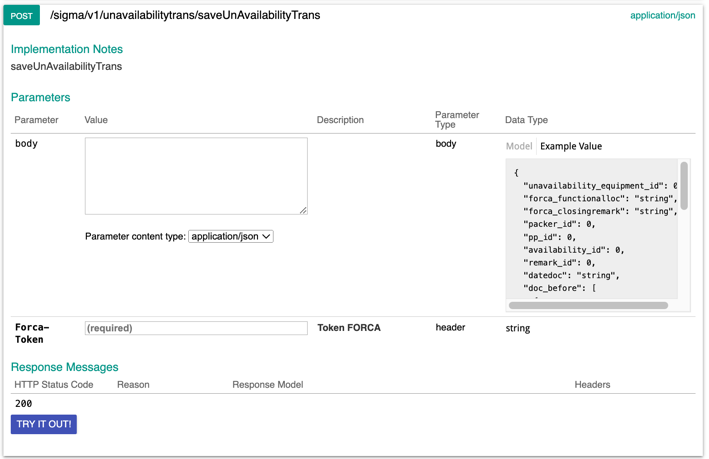 POST /sigma/v1/unavailabilitytrans/saveUnAvailabilityTrans application/json
Implementation Notes
saveUnAvailabilityTrans
Parameters
Parameter Value Description Parameter Type Data Type
body body Model Example Value
{
"unavailability_equipment_id": 0
"forca_functionalloc": "string",
"forca_closingremark": "string",
"packer_id": 0,
"pp_id": 0,
"availability_id": 0,
"remark_id": 0,
"datedoc": "string",
"doc_before": [
Parameter content type: application/json
Forca-Token (required) Token FORCA header string
Response Messages
HTTP Status Code Reason Response Model Headers
200
TRY IT OUT!